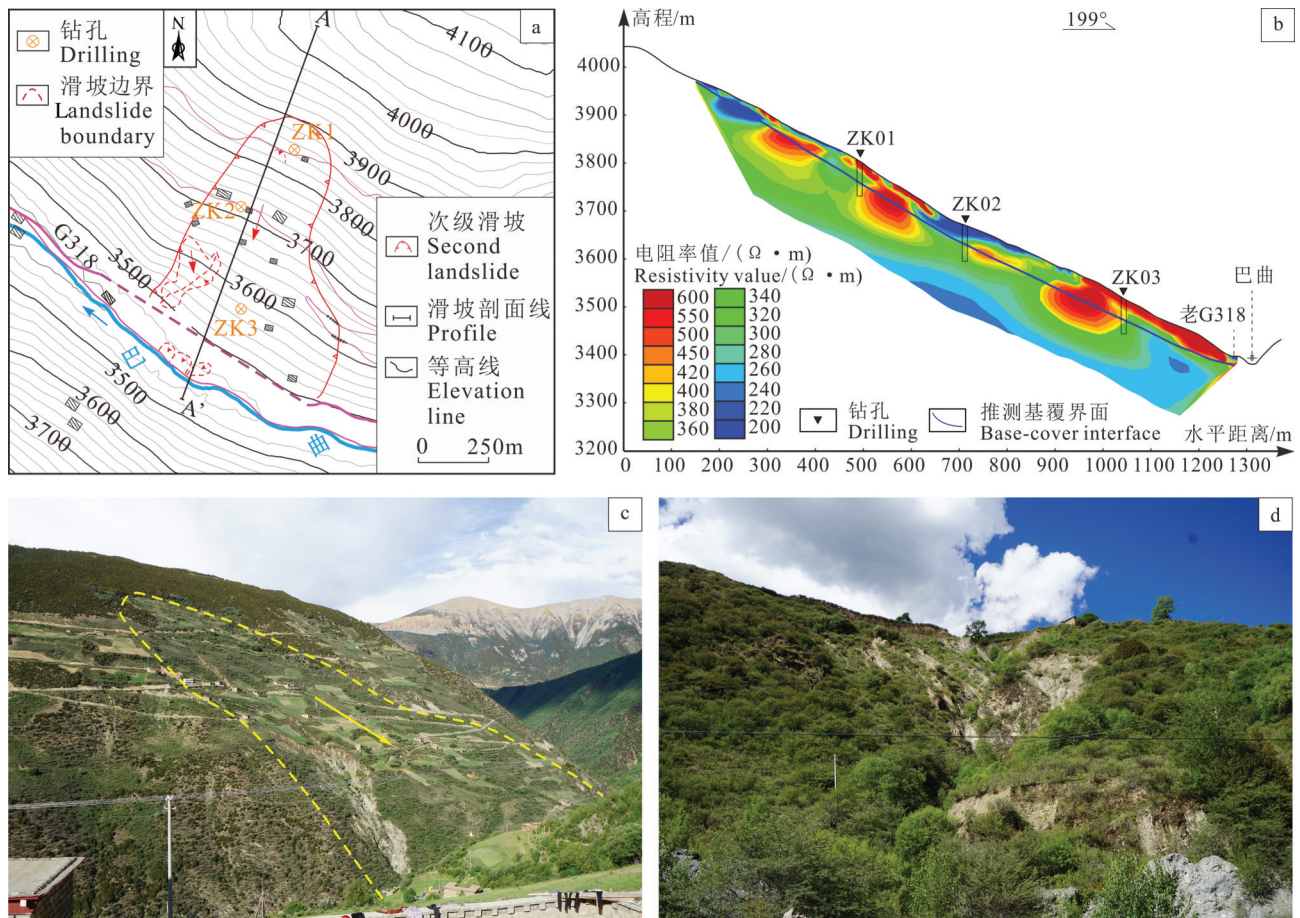 a
N
钻孔
Drilling
滑坡边界
Landslide
boundary
A
4100
4000
ZK1
3900
3800
ZK2
3700
G318
3500
3600
ZK3
巴
曲
A'
3500
3600
3700
次级滑坡
Second
landslide
滑坡剖面线
Profile
等高线
Elevation
line
0 250m
b
高程/m
199°
4000
3900
3800
3700
3600
3500
3400
3300
3200
ZK01
ZK02
ZK03
巴曲
老G318
电阻率值/(Ω·m)
Resistivity value/(Ω·m)
600 340
550 320
500 300
450 280
420 260
400 240
380 220
360 200
钻孔
Drilling
推测基覆界面
Base-cover interface
水平距离/m
0 100 200 300 400 500 600 700 800 900 1000 1100 1200 1300
c
d